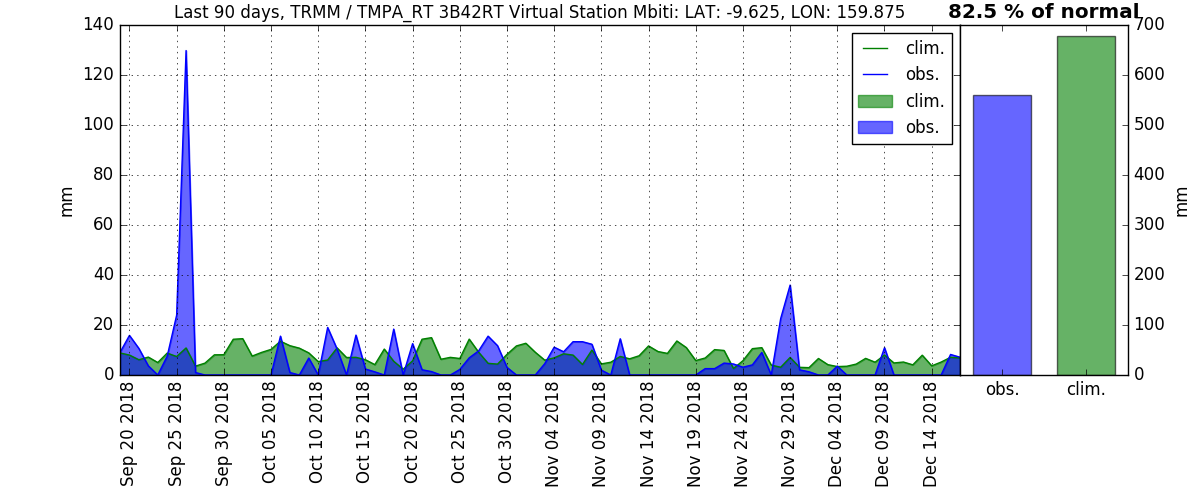 Last 90 days, TRMM / TMPA_RT 3B42RT Virtual Station Mbiti: LAT: -9.625, LON: 159.875
82.5 % of normal
140
120
100
80
60
40
20
0
mm
clim.
obs.
clim.
obs.
Sep 20 2018
Sep 25 2018
Sep 30 2018
Oct 05 2018
Oct 10 2018
Oct 15 2018
Oct 20 2018
Oct 25 2018
Oct 30 2018
Nov 04 2018
Nov 09 2018
Nov 14 2018
Nov 19 2018
Nov 24 2018
Nov 29 2018
Dec 04 2018
Dec 09 2018
Dec 14 2018
700
600
500
400
300
200
100
0
mm
obs.
clim.